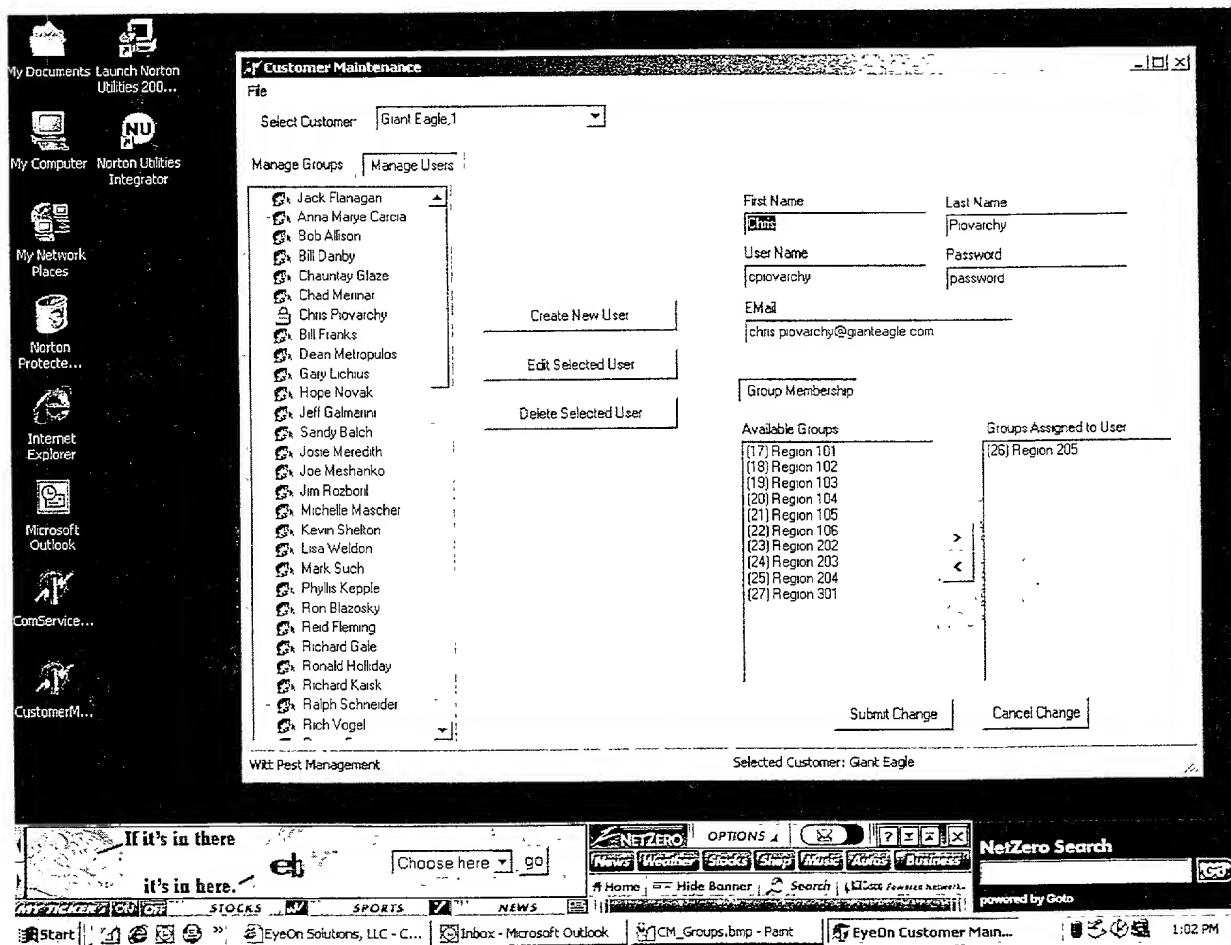 My Documents
Launch Norton
Utilities 200...
My Computer
NU
Norton Utilities
Integrator
My Network
Places
Norton
Protecte...
Internet
Explorer
Microsoft
Outlook
ComService...
CustomerM...
Customer Maintenance
File
Select Customer
Giant Eagle,1
Manage Groups
Manage Users
Jack Flanagan
Anna Marye Carcia
Bob Allison
Bill Danby
Chauntay Glaze
Chad Merinar
Chris Piovarchy
Bill Franks
Dean Metropulos
Gary Lichius
Hope Novak
Jeff Galmarini
Sandy Balch
Josie Meredith
Joe Meshanko
Jim Rozboril
Michelle Mascher
Kevin Shelton
Lisa Weldon
Mark Such
Phyllis Kepple
Ron Blazosky
Reid Fleming
Richard Gale
Ronald Holliday
Richard Karsk
Ralph Schneider
Rich Vogel
Create New User
Edit Selected User
Delete Selected User
First Name
Last Name
Chris
Piovarchy
User Name
Password
cpiovarchy
password
EMail
chris piovarchy@gianteagle com
Group Membership
Available Groups
Groups Assigned to User
(17) Region 101
(18) Region 102
(19) Region 103
(20) Region 104
(21) Region 105
(22) Region 106
(23) Region 202
(24) Region 203
(25) Region 204
(27) Region 301
(26) Region 205
>
<
Submit Change
Cancel Change
Witt Pest Management
Selected Customer: Giant Eagle
If it's in there
eb
it's in here.
Choose here
go
NETZERO
OPTIONS
News Weather Stocks Shop Music Autos Business
Home
Hide Banner
Search
NetZero Search
GO
powered by Goto
MY TICKERS ON OFF
STOCKS
SPORTS
NEWS
Start
»
EyeOn Solutions, LLC - C...
Inbox - Microsoft Outlook
CM_Groups.bmp - Paint
EyeOn Customer Main...
1:02 PM